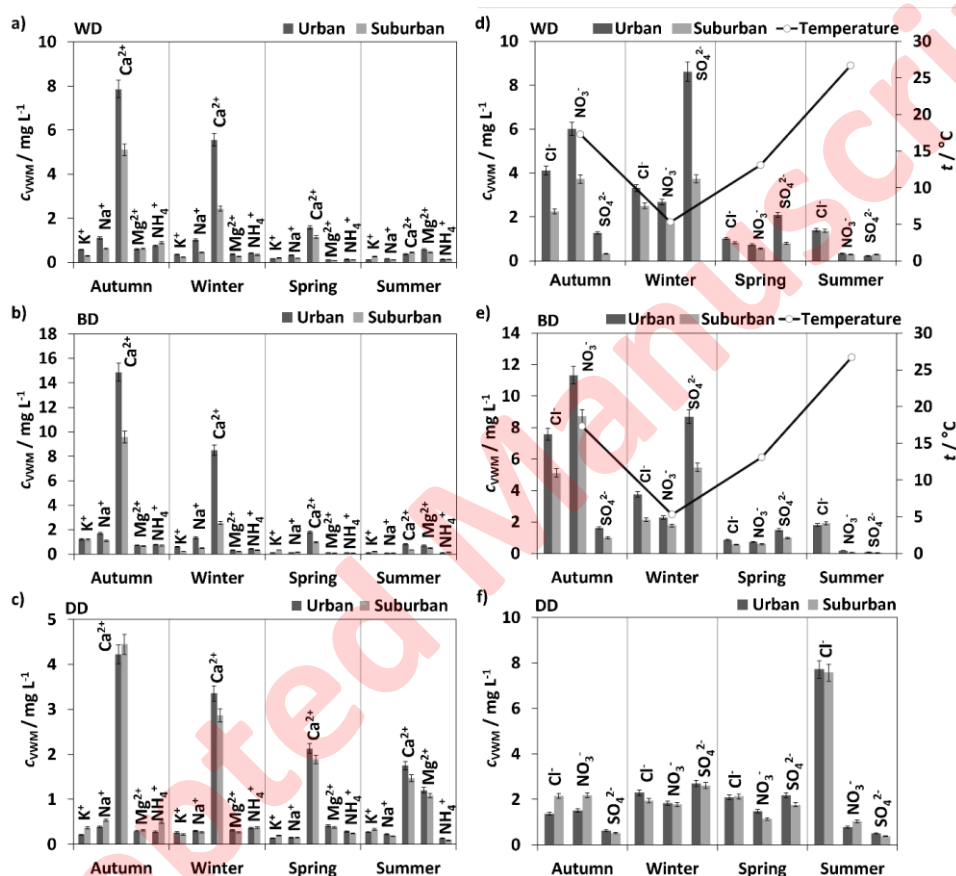 a) WD Urban Suburban
c_VWM / mg L⁻¹
10
8
6
4
2
0
K⁺ Na⁺ Ca²⁺ Mg²⁺ NH₄⁺ K⁺ Na⁺ Ca²⁺ Mg²⁺ NH₄⁺ K⁺ Na⁺ Ca²⁺ Mg²⁺ NH₄⁺ K⁺ Na⁺ Ca²⁺ Mg²⁺ NH₄⁺
Autumn Winter Spring Summer
d) WD Urban Suburban Temperature
c_VWM / mg L⁻¹
10
8
6
4
2
0
Cl⁻ NO₃⁻ SO₄²⁻ Cl⁻ NO₃⁻ SO₄²⁻ Cl⁻ NO₃⁻ SO₄²⁻ Cl⁻ NO₃⁻ SO₄²⁻
30
25
20
15
10
5
0
t / °C
Autumn Winter Spring Summer
b) BD Urban Suburban
c_VWM / mg L⁻¹
18
16
14
12
10
8
6
4
2
0
K⁺ Na⁺ Ca²⁺ Mg²⁺ NH₄⁺ K⁺ Na⁺ Ca²⁺ Mg²⁺ NH₄⁺ K⁺ Na⁺ Ca²⁺ Mg²⁺ NH₄⁺ K⁺ Na⁺ Ca²⁺ Mg²⁺ NH₄⁺
Autumn Winter Spring Summer
e) BD Urban Suburban Temperature
c_VWM / mg L⁻¹
14
12
10
8
6
4
2
0
Cl⁻ NO₃⁻ SO₄²⁻ Cl⁻ NO₃⁻ SO₄²⁻ Cl⁻ NO₃⁻ SO₄²⁻ Cl⁻ NO₃⁻ SO₄²⁻
30
25
20
15
10
5
0
t / °C
Autumn Winter Spring Summer
c) DD Urban Suburban
c_VWM / mg L⁻¹
5
4
3
2
1
0
K⁺ Na⁺ Ca²⁺ Mg²⁺ NH₄⁺ K⁺ Na⁺ Ca²⁺ Mg²⁺ NH₄⁺ K⁺ Na⁺ Ca²⁺ Mg²⁺ NH₄⁺ K⁺ Na⁺ Ca²⁺ Mg²⁺ NH₄⁺
Autumn Winter Spring Summer
f) DD Urban Suburban
c_VWM / mg L⁻¹
10
8
6
4
2
0
Cl⁻ NO₃⁻ SO₄²⁻ Cl⁻ NO₃⁻ SO₄²⁻ Cl⁻ NO₃⁻ SO₄²⁻ Cl⁻ NO₃⁻ SO₄²⁻
Autumn Winter Spring Summer
pted Manuscri